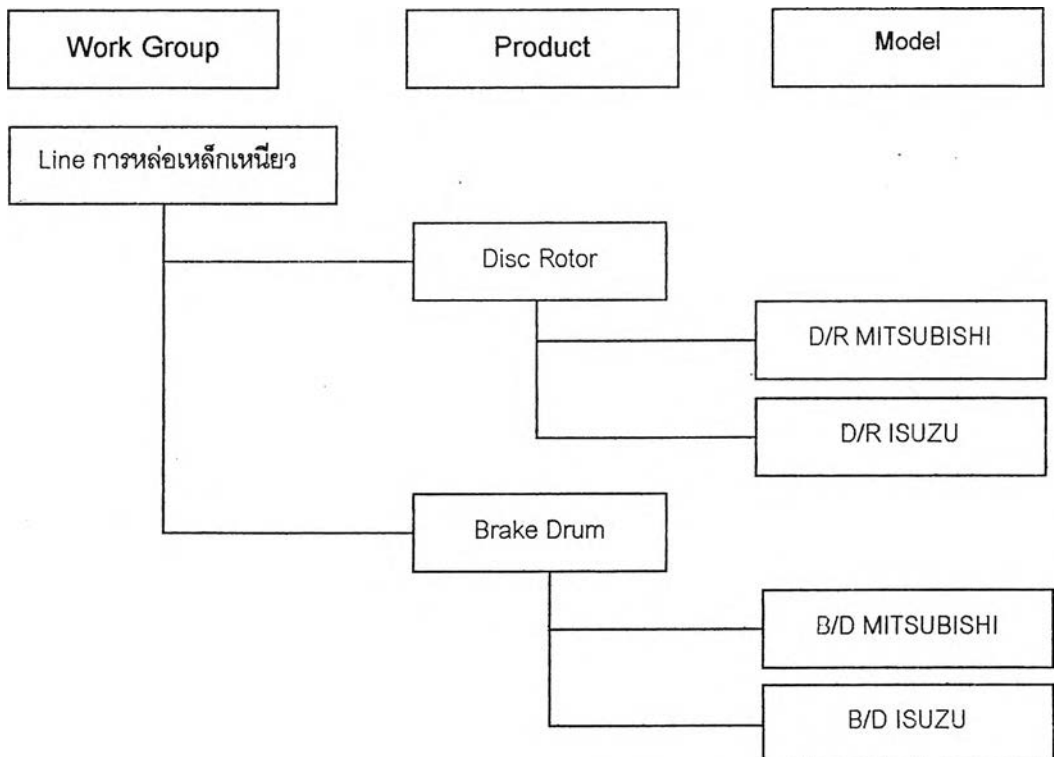 Work Group
Product
Model
Line การหล่อเหล็กเหนียว
Disc Rotor
D/R MITSUBISHI
D/R ISUZU
Brake Drum
B/D MITSUBISHI
B/D ISUZU